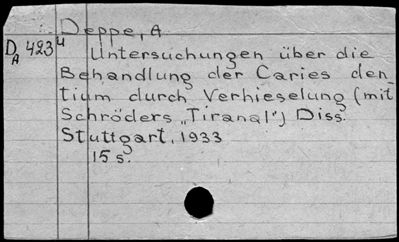 Deppe, A
DA 423 u
Untersuchungen über die
Behandlung der Caries den-
tium durch Verkieselung (mit
Schröders „Tiranal") Diss.
Stuttgart, 1933
15 s.